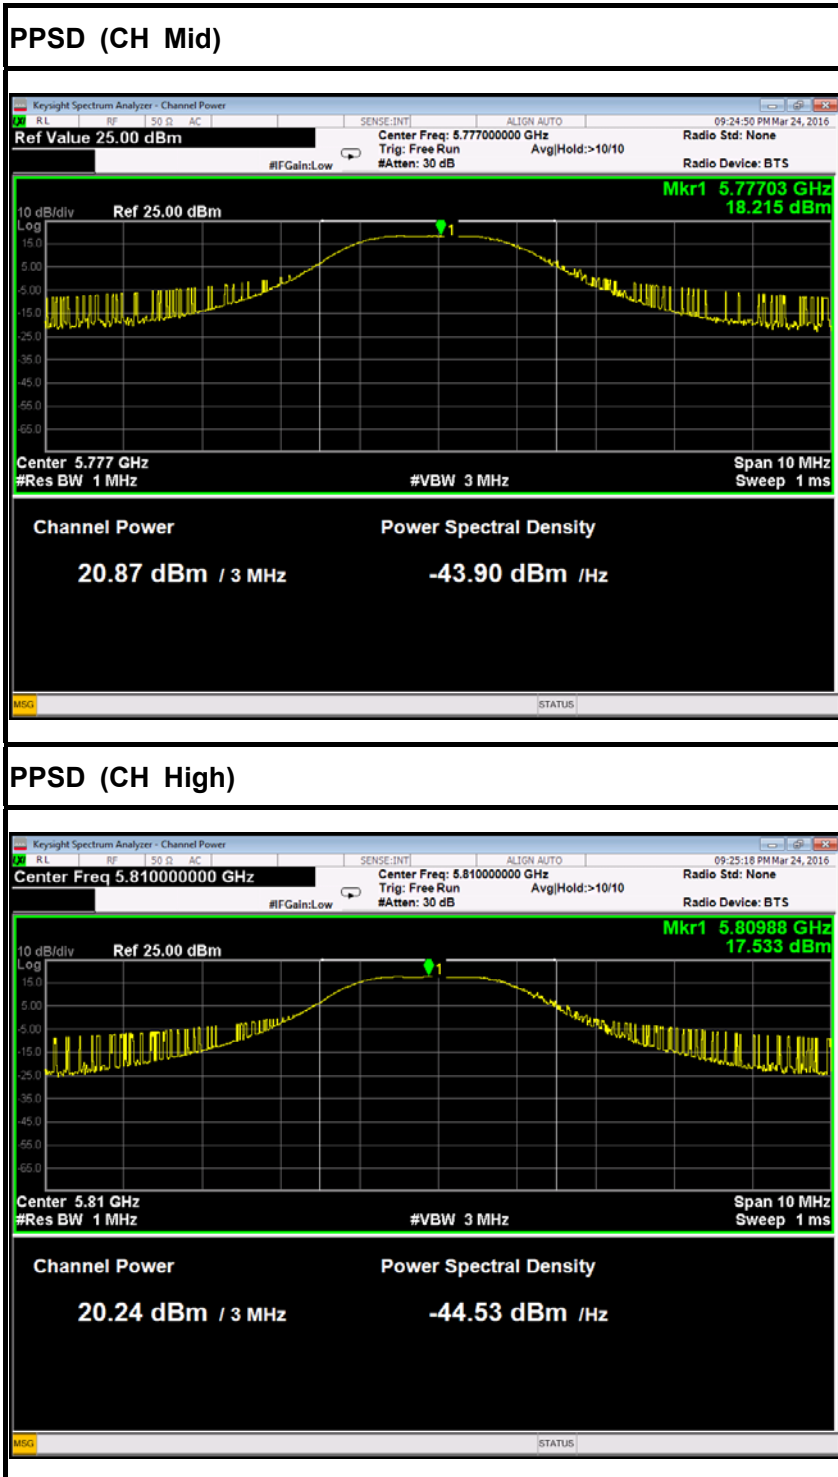 PPSD (CH Mid)
Keysight Spectrum Analyzer - Channel Power
LXI RL RF 50 Ω AC SENSE:INT ALIGN AUTO 09:24:50 PM Mar 24, 2016
Ref Value 25.00 dBm Center Freq: 5.777000000 GHz Radio Std: None
Trig: Free Run Avg|Hold:>10/10
#IFGain:Low #Atten: 30 dB Radio Device: BTS
Mkr1 5.77703 GHz
10 dB/div Ref 25.00 dBm 18.215 dBm
Log
1
15.0
5.00
-5.00
-15.0
-25.0
-35.0
-45.0
-55.0
-65.0
Center 5.777 GHz Span 10 MHz
#Res BW 1 MHz #VBW 3 MHz Sweep 1 ms
Channel Power Power Spectral Density
20.87 dBm / 3 MHz -43.90 dBm /Hz
MSG STATUS
PPSD (CH High)
Keysight Spectrum Analyzer - Channel Power
LXI RL RF 50 Ω AC SENSE:INT ALIGN AUTO 09:25:18 PM Mar 24, 2016
Center Freq 5.810000000 GHz Center Freq: 5.810000000 GHz Radio Std: None
Trig: Free Run Avg|Hold:>10/10
#IFGain:Low #Atten: 30 dB Radio Device: BTS
Mkr1 5.80988 GHz
10 dB/div Ref 25.00 dBm 17.533 dBm
Log
1
15.0
5.00
-5.00
-15.0
-25.0
-35.0
-45.0
-55.0
-65.0
Center 5.81 GHz Span 10 MHz
#Res BW 1 MHz #VBW 3 MHz Sweep 1 ms
Channel Power Power Spectral Density
20.24 dBm / 3 MHz -44.53 dBm /Hz
MSG STATUS